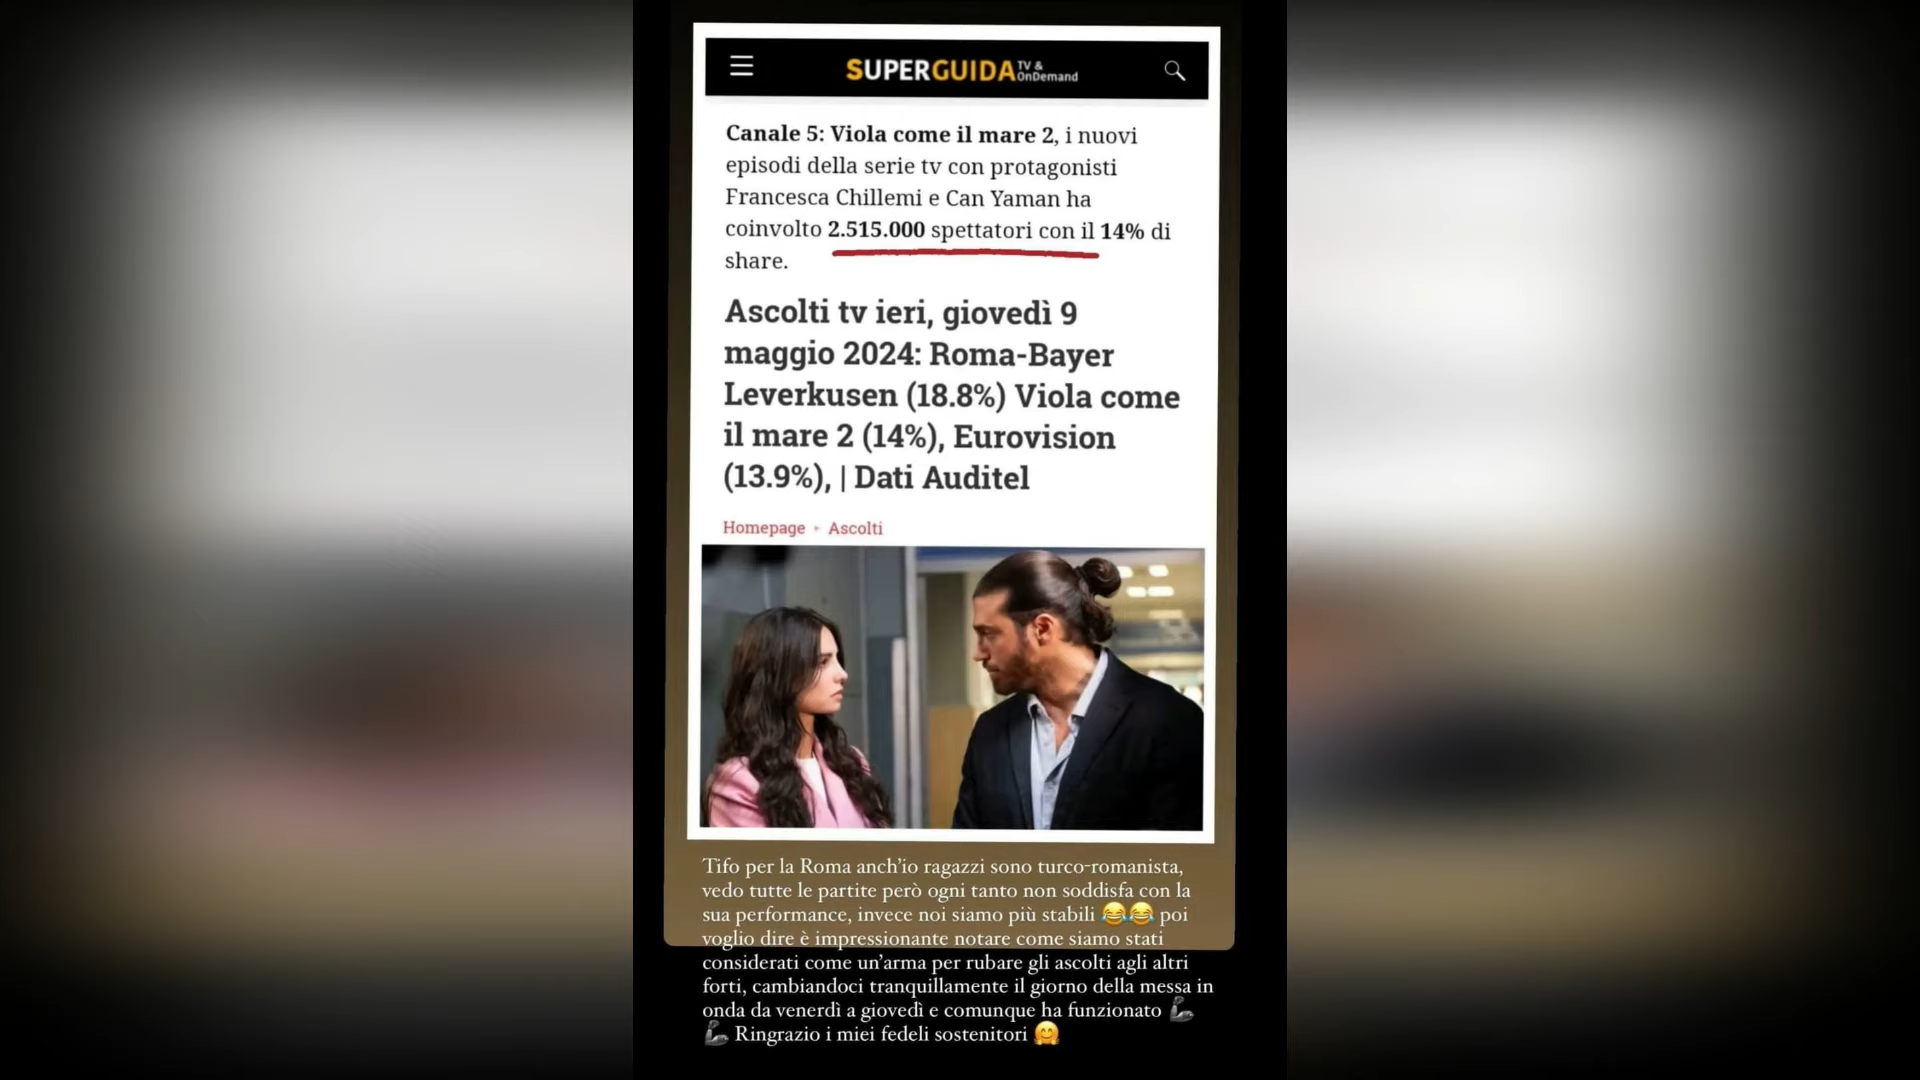 SUPERGUIDA TV & OnDemand
Canale 5: Viola come il mare 2, i nuovi
episodi della serie tv con protagonisti
Francesca Chillemi e Can Yaman ha
coinvolto 2.515.000 spettatori con il 14% di
share.
Ascolti tv ieri, giovedì 9
maggio 2024: Roma-Bayer
Leverkusen (18.8%) Viola come
il mare 2 (14%), Eurovision
(13.9%), | Dati Auditel
Homepage • Ascolti
Tifo per la Roma anch'io ragazzi sono turco-romanista,
vedo tutte le partite però ogni tanto non soddisfa con la
sua performance, invece noi siamo più stabili 😂😂 poi
voglio dire è impressionante notare come siamo stati
considerati come un'arma per rubare gli ascolti agli altri
forti, cambiandoci tranquillamente il giorno della messa in
onda da venerdì a giovedì e comunque ha funzionato 🦾
🦾 Ringrazio i miei fedeli sostenitori 🤗